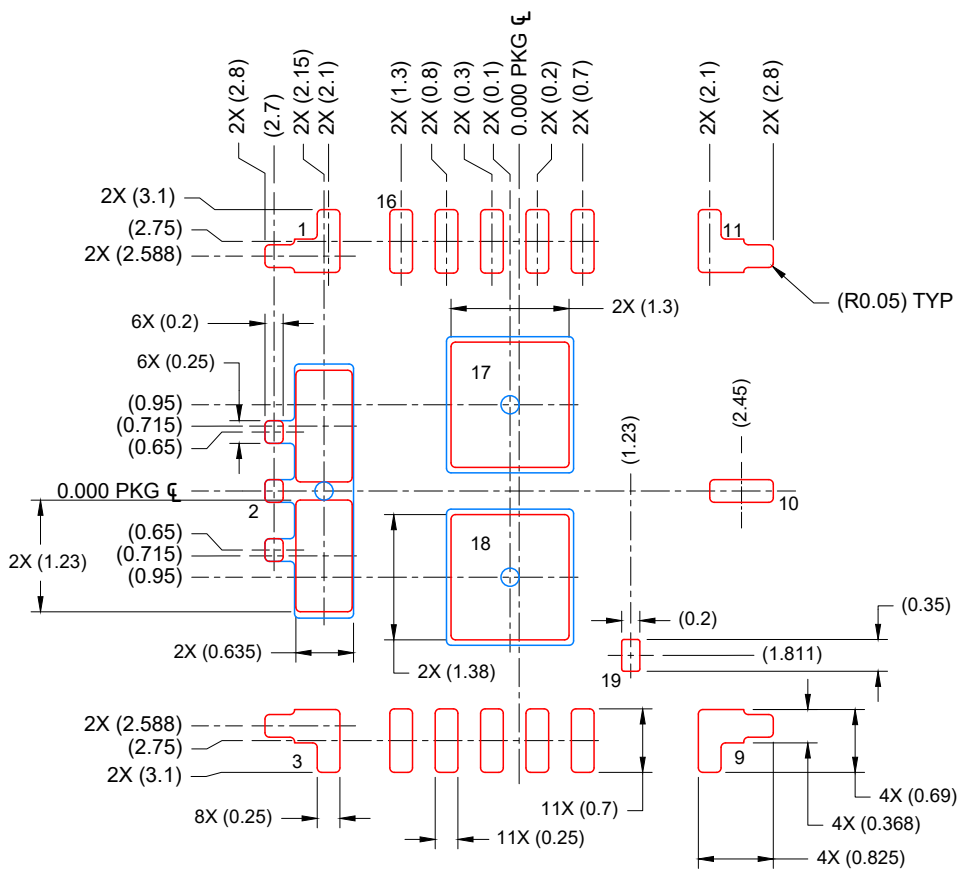 2X (2.8)
(2.7)
2X (2.15)
2X (2.1)
2X (1.3)
2X (0.8)
2X (0.3)
2X (0.1)
0.000 PKG ℄
2X (0.2)
2X (0.7)
2X (2.1)
2X (2.8)
2X (3.1)
(2.75)
2X (2.588)
1
16
11
(R0.05) TYP
6X (0.2)
2X (1.3)
6X (0.25)
17
(0.95)
(0.715)
(0.65)
(1.23)
(2.45)
0.000 PKG ℄
2
10
(0.65)
(0.715)
(0.95)
2X (1.23)
18
2X (0.635)
2X (1.38)
(0.2)
(0.35)
(1.811)
19
2X (2.588)
(2.75)
2X (3.1)
3
9
8X (0.25)
11X (0.25)
11X (0.7)
4X (0.69)
4X (0.368)
4X (0.825)